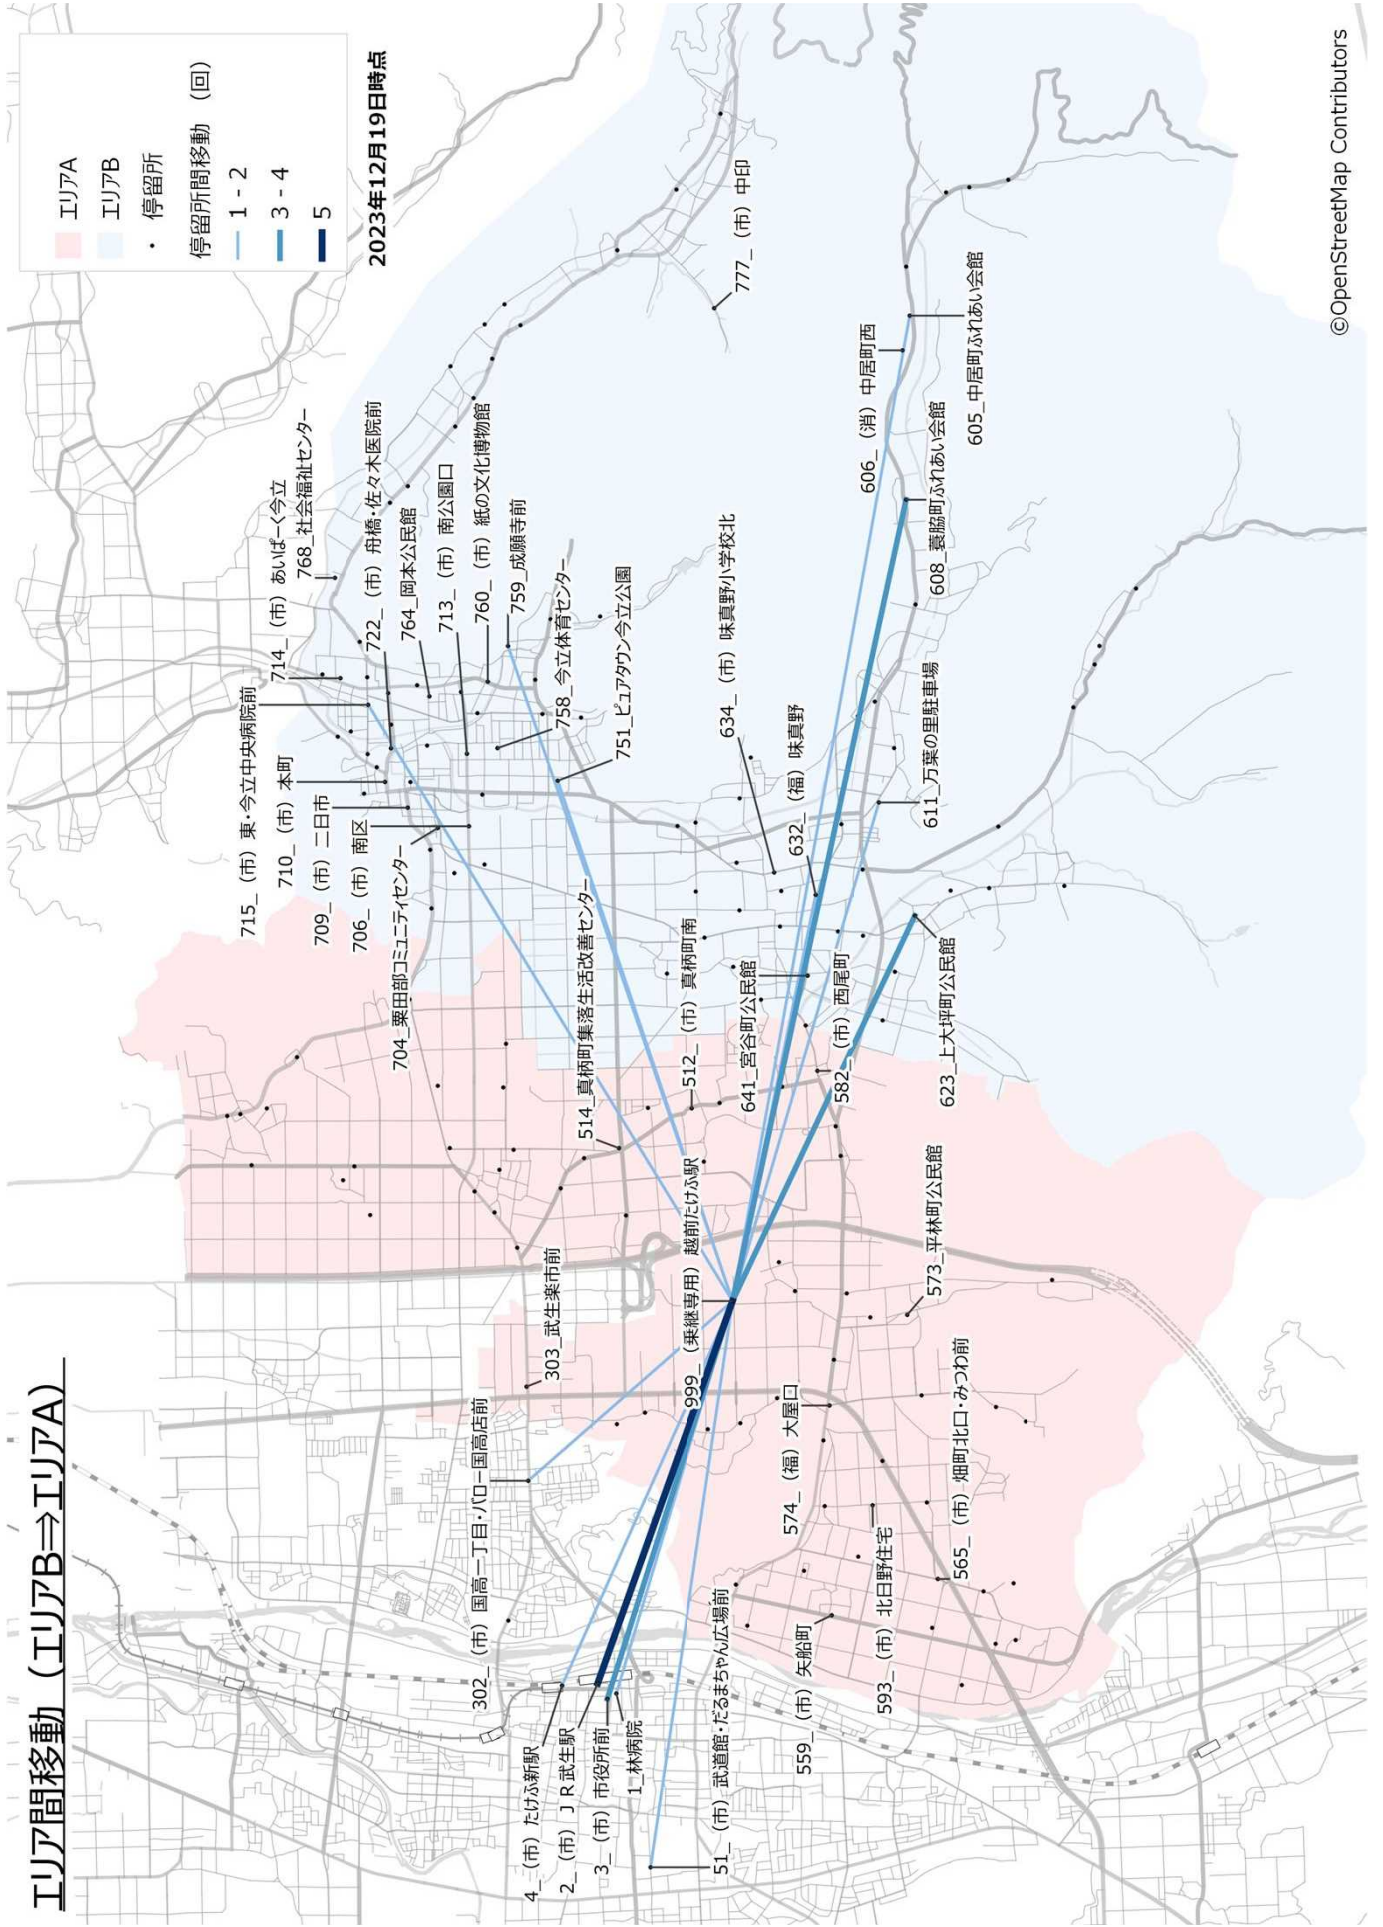 エリア間移動（エリアB⇒エリアA）
エリアA
エリアB
停留所
停留所間移動 （回）
1 - 2
3 - 4
5
2023年12月19日時点
715_（市）東・今立中央病院前
714_（市）あいぱーく今立
768_社会福祉センター
710_（市）本町
709_（市）二日市
706_（市）南区
722_（市）舟橋・佐々木医院前
704_粟田部コミュニティセンター
764_岡本公民館
713_（市）南公園口
760_（市）紙の文化博物館
759_成願寺前
758_今立体育センター
751_ピュアタウン今立公園
777_（市）中印
302_（市）国高一丁目・バロー国高店前
303_武生楽市前
514_真柄町集落生活改善センター
512_（市）真柄町南
634_（市）味真野小学校北
4_（市）たけふ新駅
2_（市）ＪＲ武生駅
3_（市）市役所前
1_林病院
999_（乗継専用）越前たけふ駅
641_宮谷町公民館
632_（福）味真野
606_（消）中居町西
51_（市）武道館・だるまちゃん広場前
574_（福）大屋口
582_（市）西尾町
559_（市）矢船町
593_（市）北日野住宅
573_平林町公民館
565_（市）畑町北口・みつわ前
623_上大坪町公民館
611_万葉の里駐車場
608_蓑脇町ふれあい会館
605_中居町ふれあい会館
©OpenStreetMap Contributors